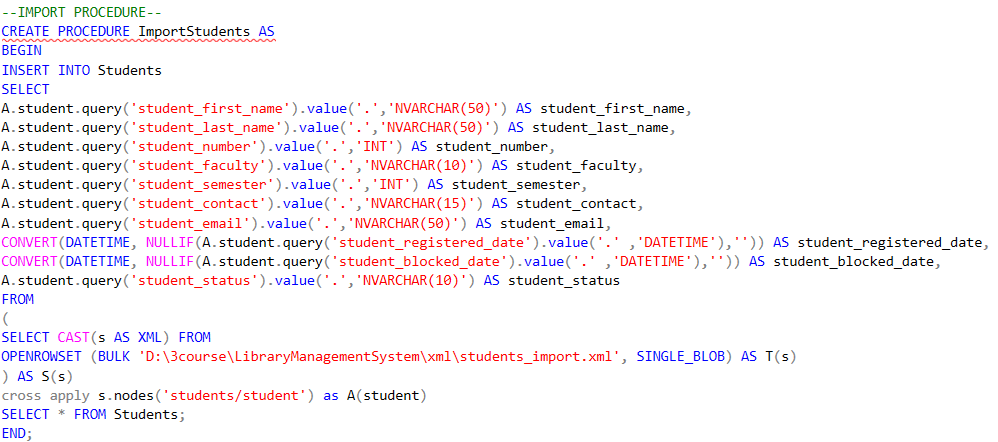 --IMPORT PROCEDURE--
CREATE PROCEDURE ImportStudents AS
BEGIN
INSERT INTO Students
SELECT
A.student.query('student_first_name').value('.','NVARCHAR(50)') AS student_first_name,
A.student.query('student_last_name').value('.','NVARCHAR(50)') AS student_last_name,
A.student.query('student_number').value('.','INT') AS student_number,
A.student.query('student_faculty').value('.','NVARCHAR(10)') AS student_faculty,
A.student.query('student_semester').value('.','INT') AS student_semester,
A.student.query('student_contact').value('.','NVARCHAR(15)') AS student_contact,
A.student.query('student_email').value('.','NVARCHAR(50)') AS student_email,
CONVERT(DATETIME, NULLIF(A.student.query('student_registered_date').value('.' ,'DATETIME'),'')) AS student_registered_date,
CONVERT(DATETIME, NULLIF(A.student.query('student_blocked_date').value('.' ,'DATETIME'),'')) AS student_blocked_date,
A.student.query('student_status').value('.','NVARCHAR(10)') AS student_status
FROM
(
SELECT CAST(s AS XML) FROM
OPENROWSET (BULK 'D:\3course\LibraryManagementSystem\xml\students_import.xml', SINGLE_BLOB) AS T(s)
) AS S(s)
cross apply s.nodes('students/student') as A(student)
SELECT * FROM Students;
END;